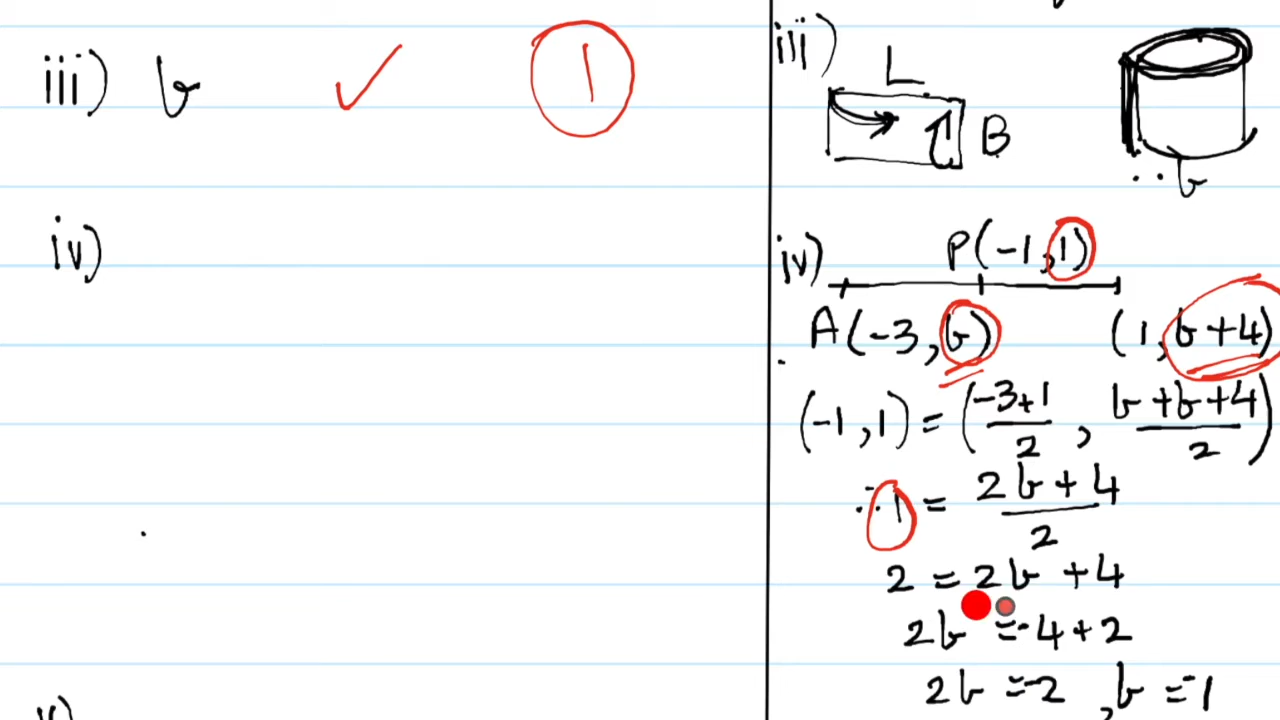 iii) b 1
iv)
v)
iii)
L
B
b
iv) P(-1, 1)
A(-3, b) (1, b+4)
(-1, 1) = (-3+1/2, b+b+4/2)
∴ 1 = 2b+4/2
2 = 2b+4
2b = -4+2
2b = -2, b = -1